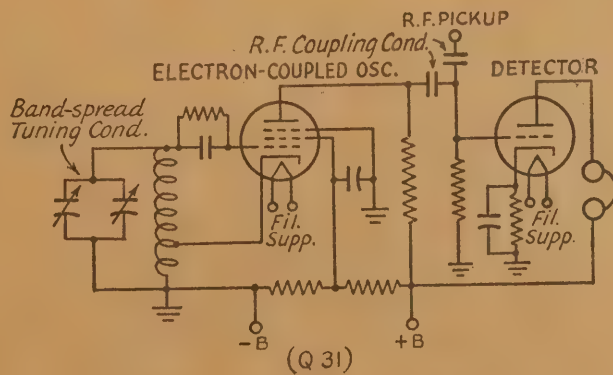 R.F. PICKUP
R.F. Coupling Cond.
ELECTRON-COUPLED OSC.
DETECTOR
Band-spread
Tuning Cond.
Fil.
Supp.
Fil.
Supp.
-B
+B
(Q 31)